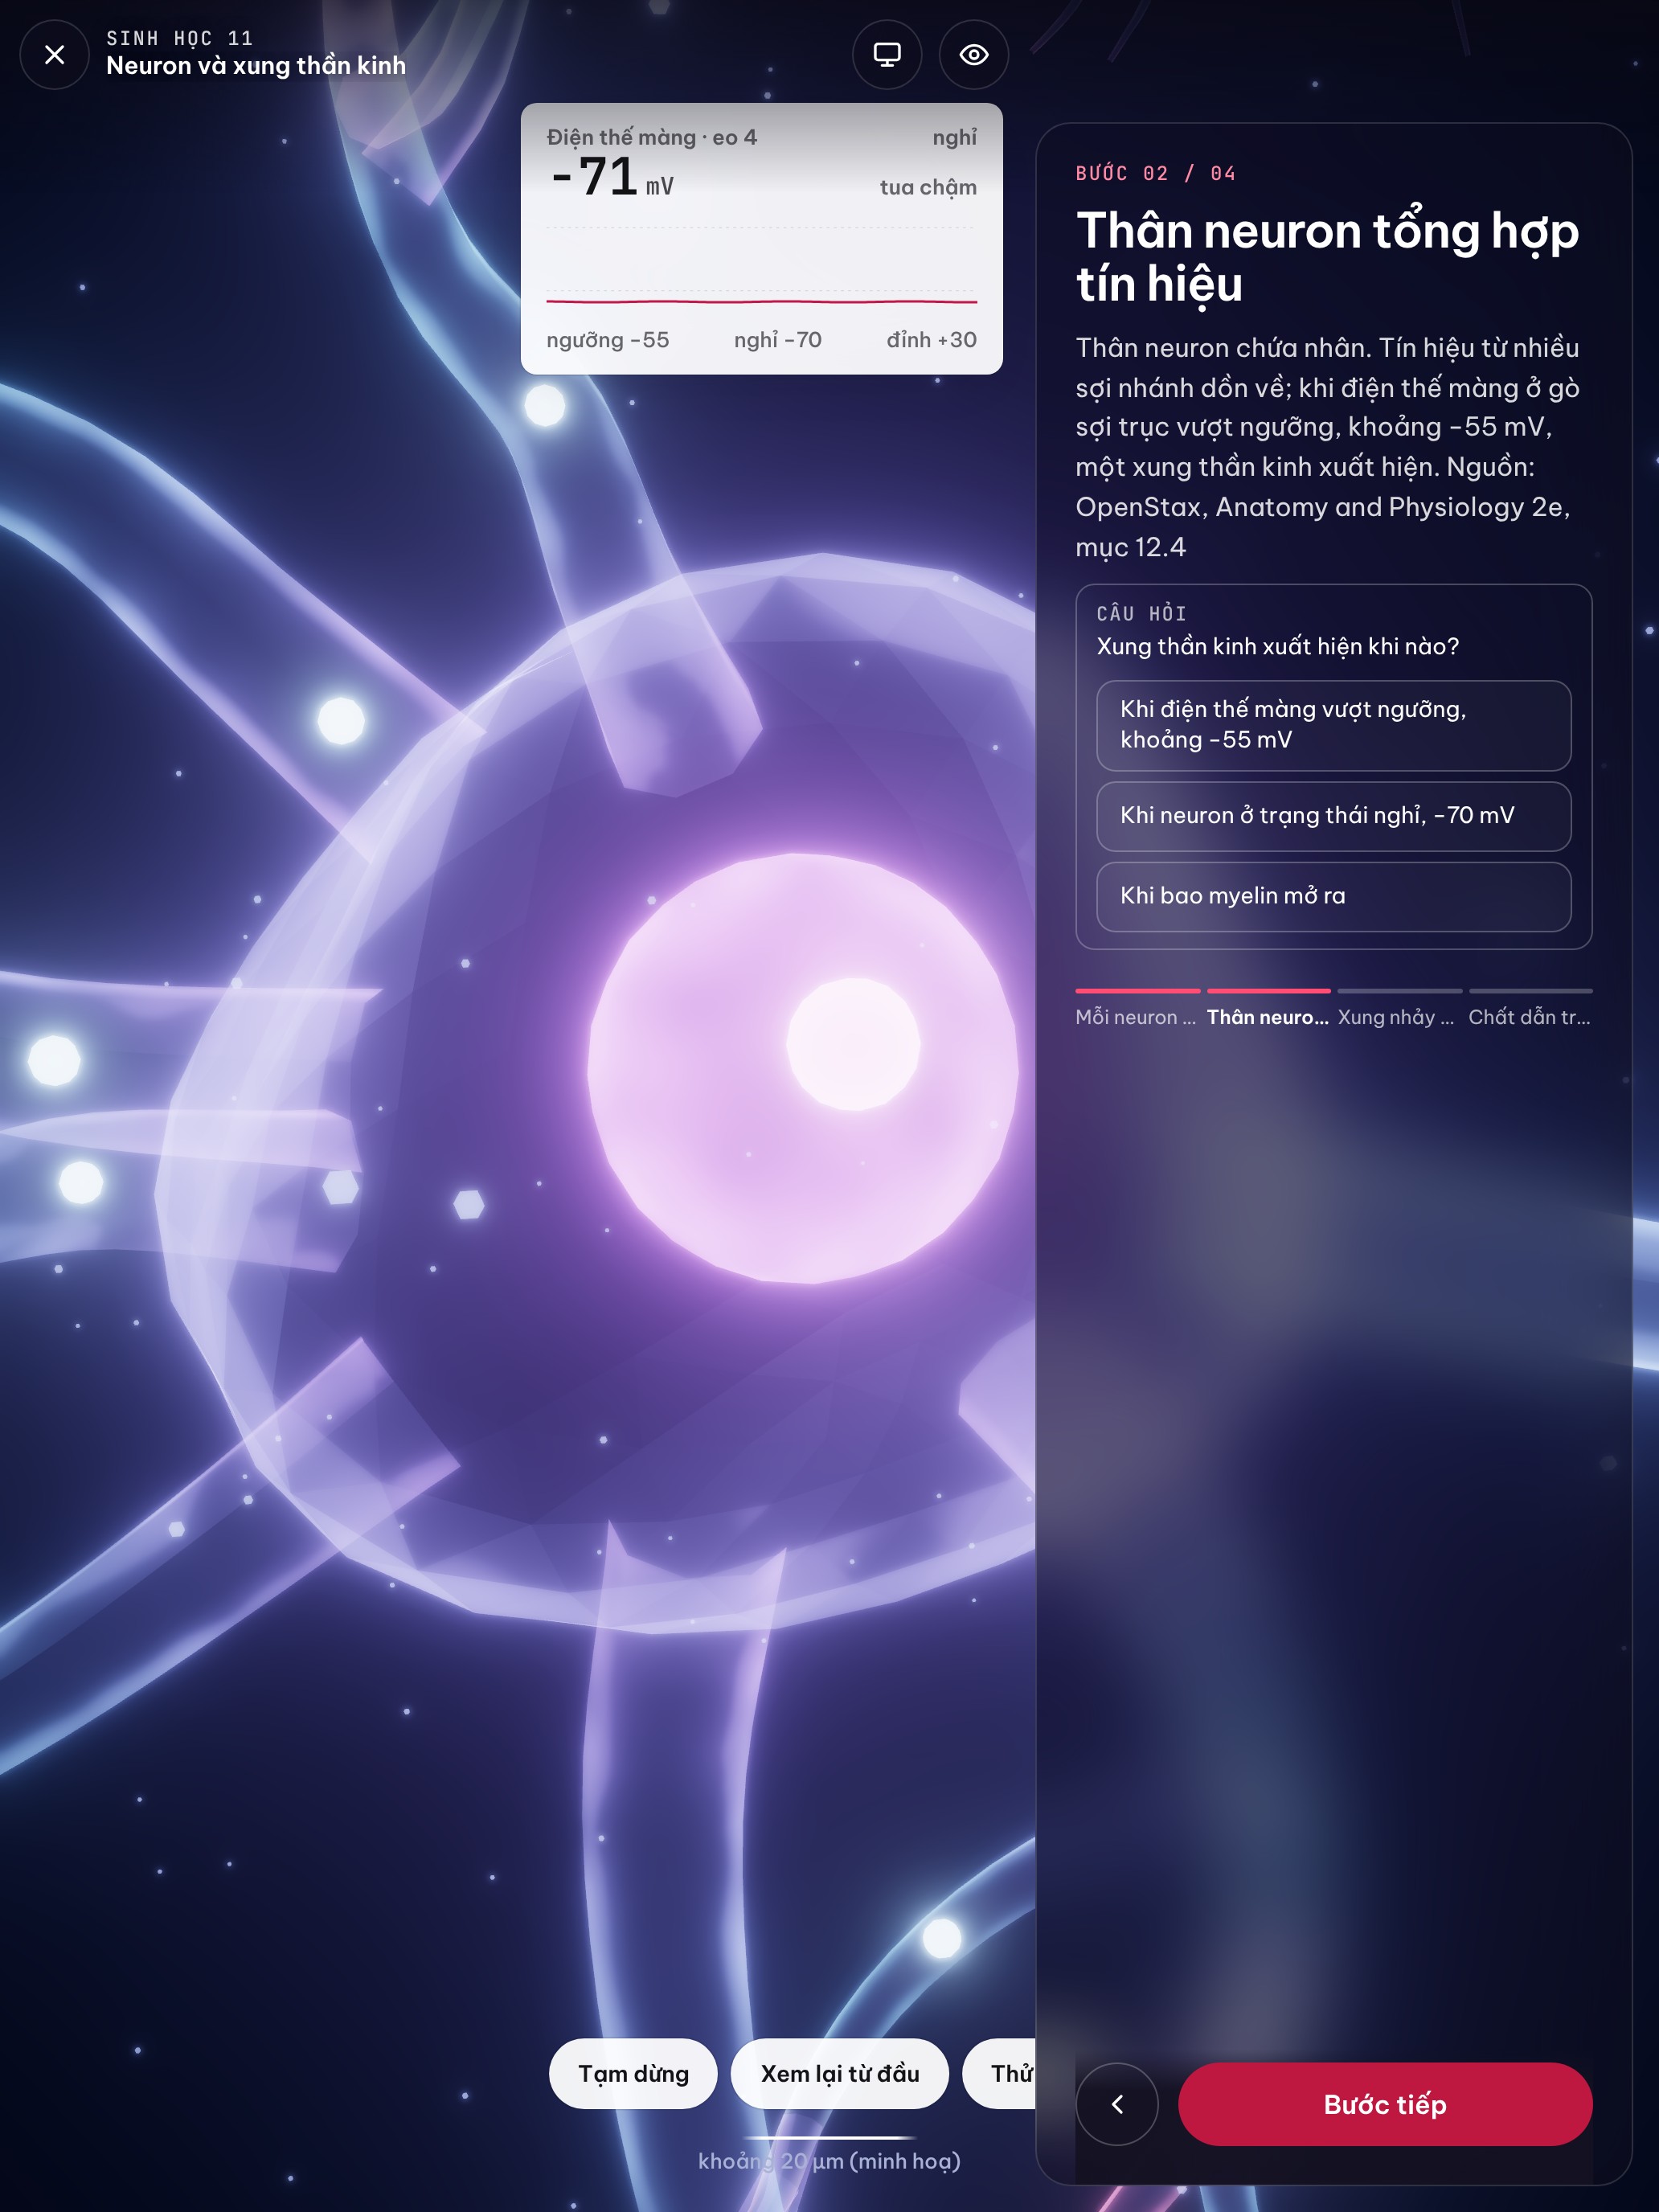 SINH HỌC 11
Neuron và xung thần kinh
Điện thế màng · eo 4
nghỉ
-71 mV
tua chậm
ngưỡng −55
nghỉ −70
đỉnh +30
BƯỚC 02 / 04
Thân neuron tổng hợp
tín hiệu
Thân neuron chứa nhân. Tín hiệu từ nhiều
sợi nhánh dồn về; khi điện thế màng ở gò
sợi trục vượt ngưỡng, khoảng −55 mV,
một xung thần kinh xuất hiện. Nguồn:
OpenStax, Anatomy and Physiology 2e,
mục 12.4
CÂU HỎI
Xung thần kinh xuất hiện khi nào?
Khi điện thế màng vượt ngưỡng,
khoảng −55 mV
Khi neuron ở trạng thái nghỉ, −70 mV
Khi bao myelin mở ra
Mỗi neuron ...
Thân neuro...
Xung nhảy ...
Chất dẫn tr...
Tạm dừng
Xem lại từ đầu
Thử
Bước tiếp
khoảng 20 µm (minh hoạ)